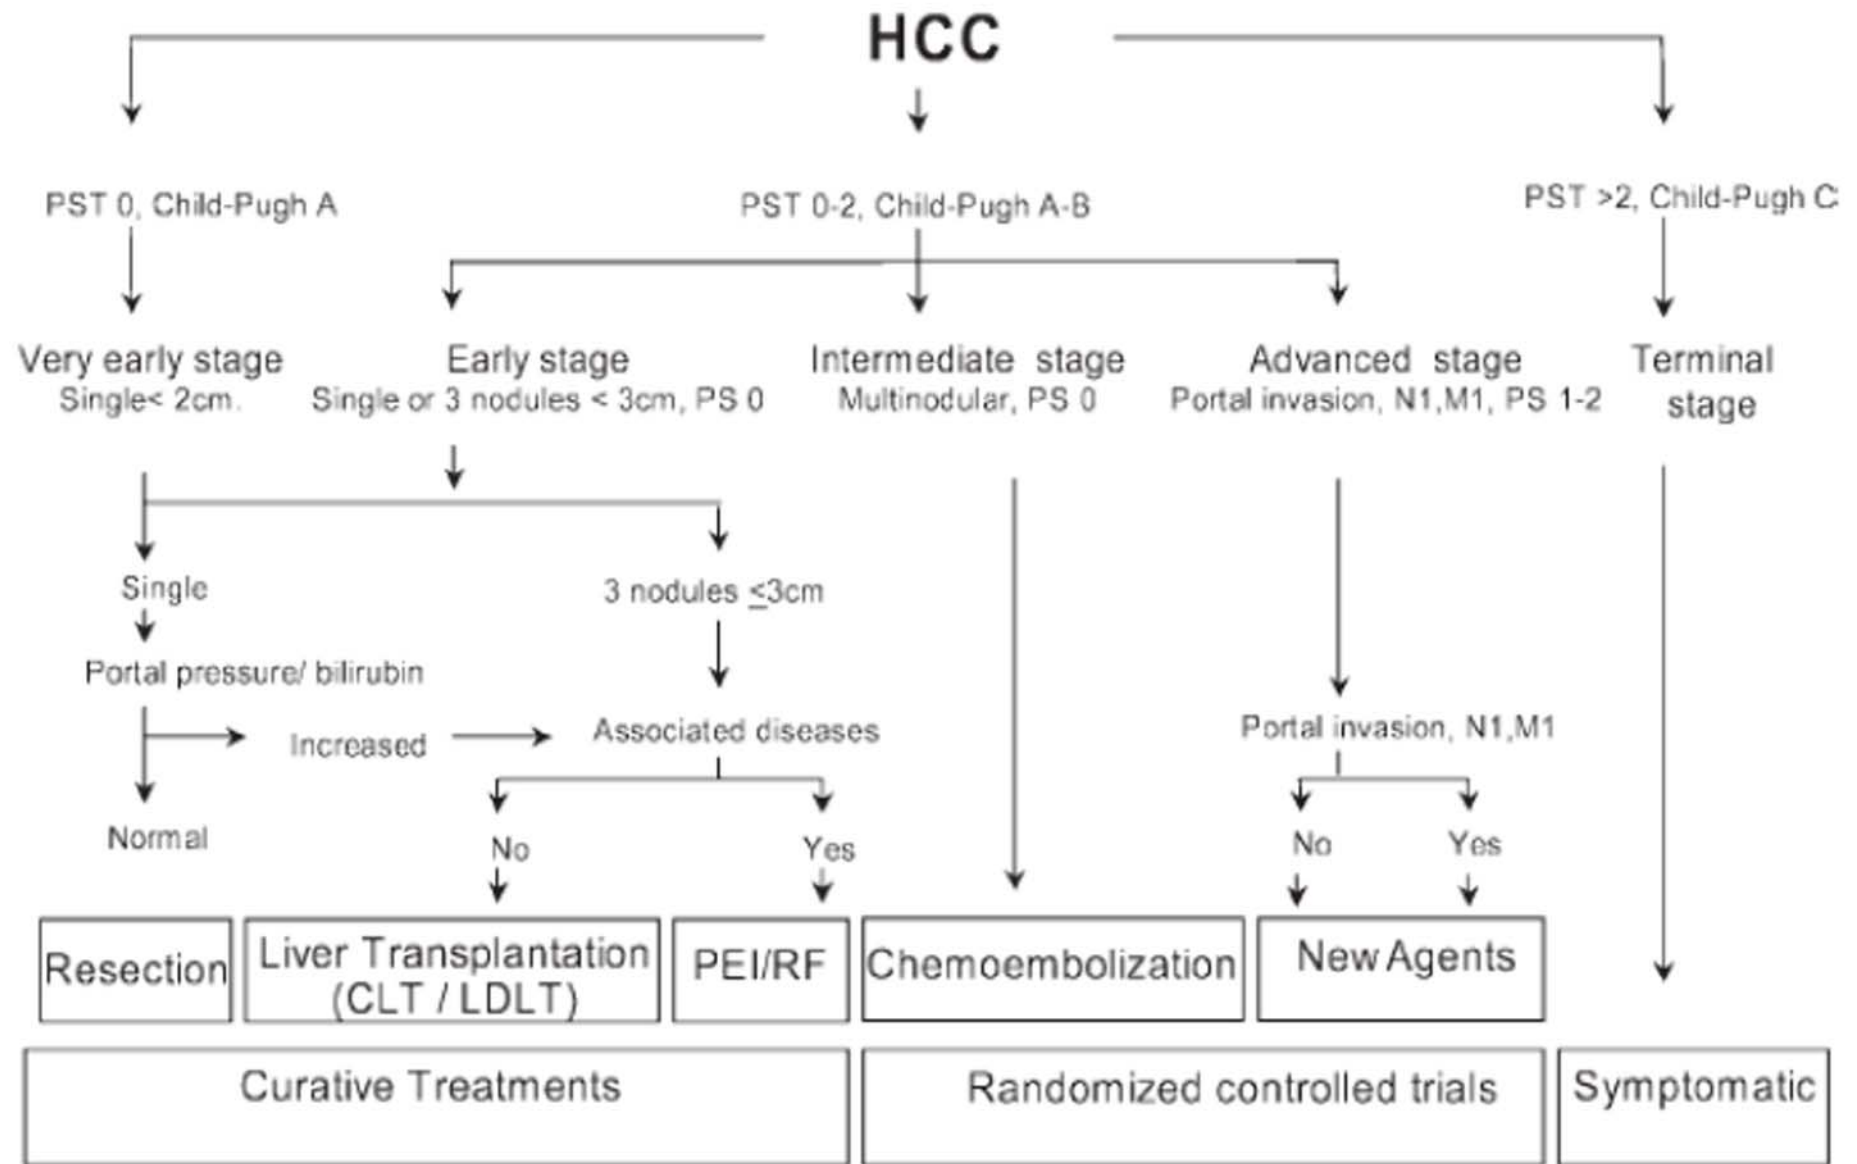 HCC
PST 0, Child-Pugh A
PST 0-2, Child-Pugh A-B
PST >2, Child-Pugh C
Very early stage
Single< 2cm.
Early stage
Single or 3 nodules < 3cm, PS 0
Intermediate stage
Multinodular, PS 0
Advanced stage
Portal invasion, N1,M1, PS 1-2
Terminal
stage
Single
3 nodules ≤3cm
Portal pressure/ bilirubin
Increased
Associated diseases
Portal invasion, N1,M1
Normal
No
Yes
No
Yes
Resection
Liver Transplantation
(CLT / LDLT)
PEI/RF
Chemoembolization
New Agents
Curative Treatments
Randomized controlled trials
Symptomatic